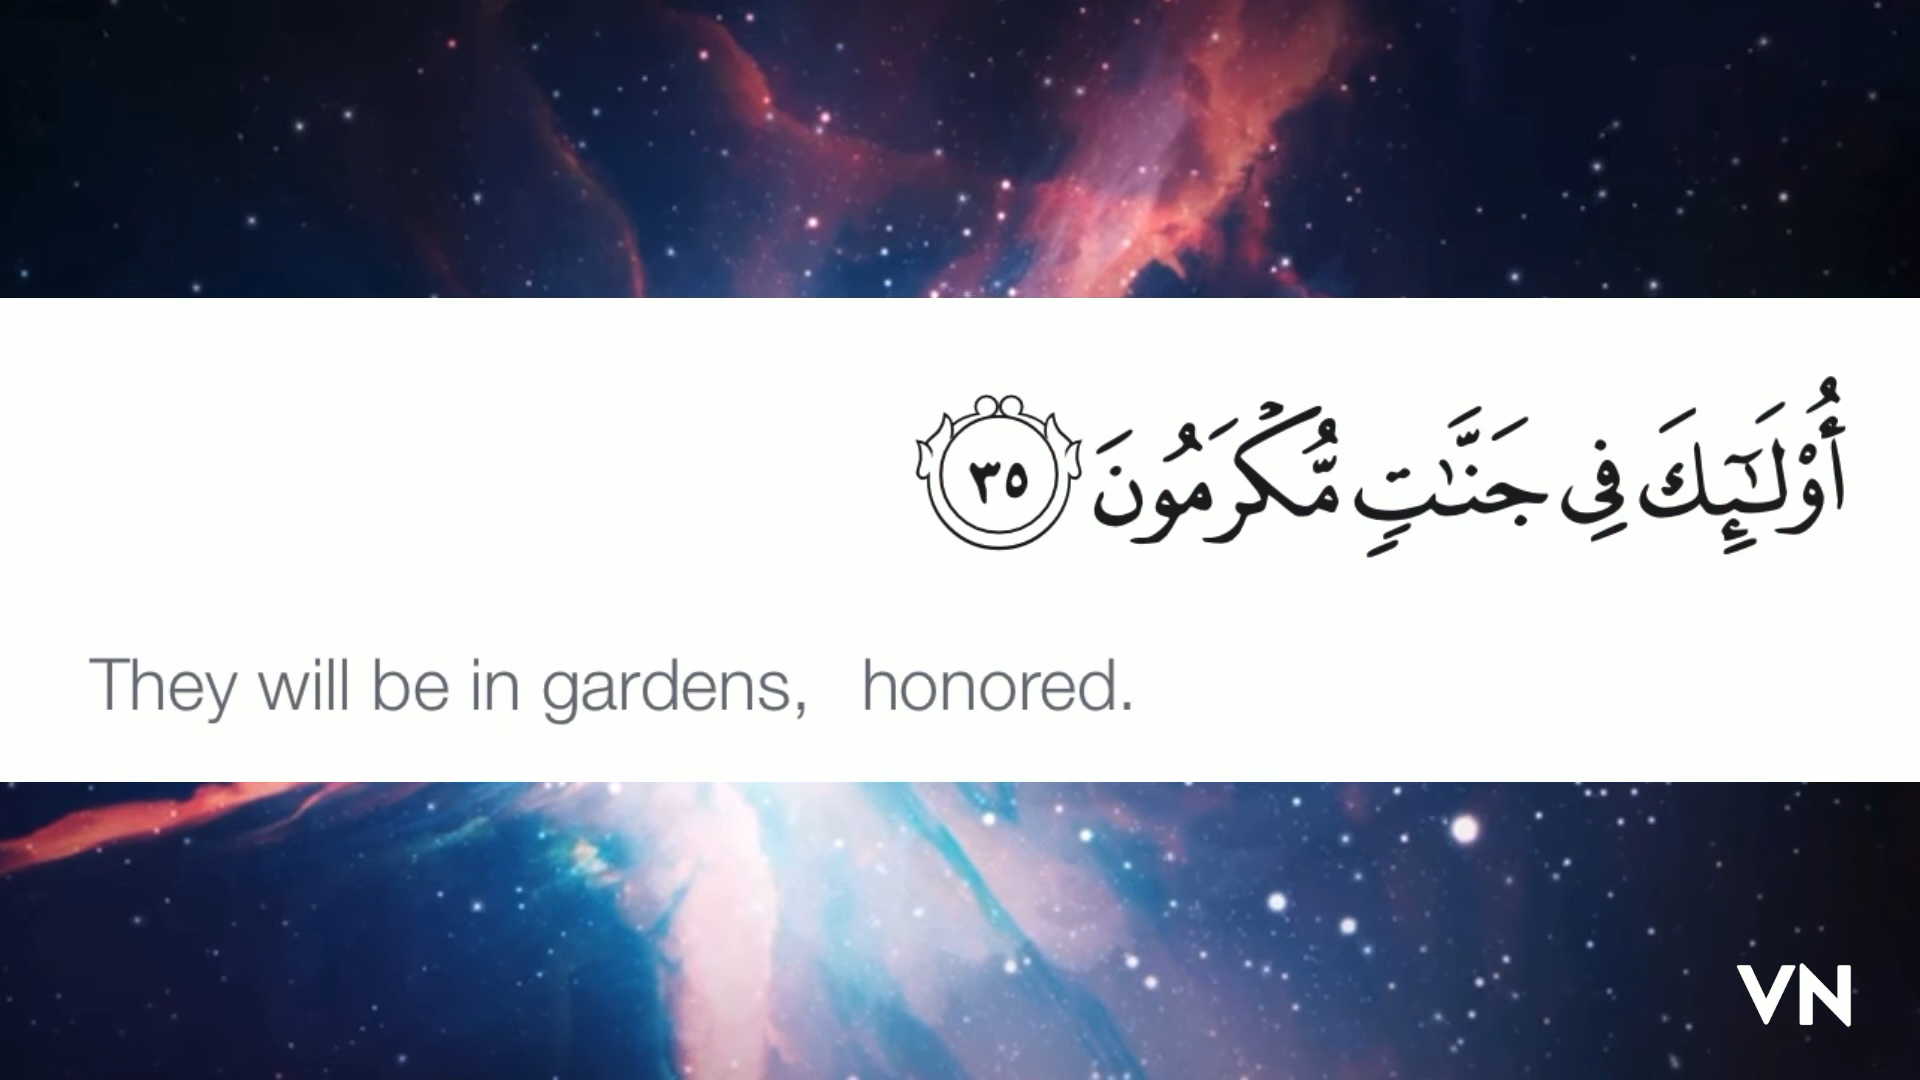 أُو۟لَـٰٓئِكَ فِى جَنَّـٰتٍ مُّكْرَمُونَ ٣٥
They will be in gardens, honored.
VN